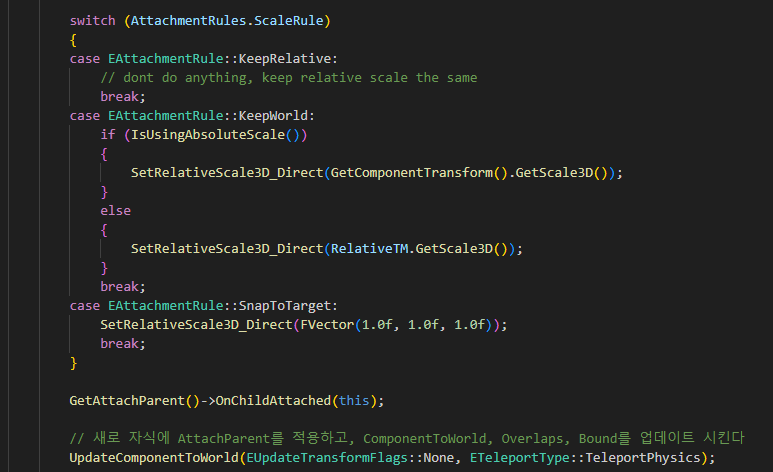 switch (AttachmentRules.ScaleRule)
{
case EAttachmentRule::KeepRelative:
// dont do anything, keep relative scale the same
break;
case EAttachmentRule::KeepWorld:
if (IsUsingAbsoluteScale())
{
SetRelativeScale3D_Direct(GetComponentTransform().GetScale3D());
}
else
{
SetRelativeScale3D_Direct(RelativeTM.GetScale3D());
}
break;
case EAttachmentRule::SnapToTarget:
SetRelativeScale3D_Direct(FVector(1.0f, 1.0f, 1.0f));
break;
}
GetAttachParent()->OnChildAttached(this);
// 새로 자식에 AttachParent를 적용하고, ComponentToWorld, Overlaps, Bound를 업데이트 시킨다
UpdateComponentToWorld(EUpdateTransformFlags::None, ETeleportType::TeleportPhysics);